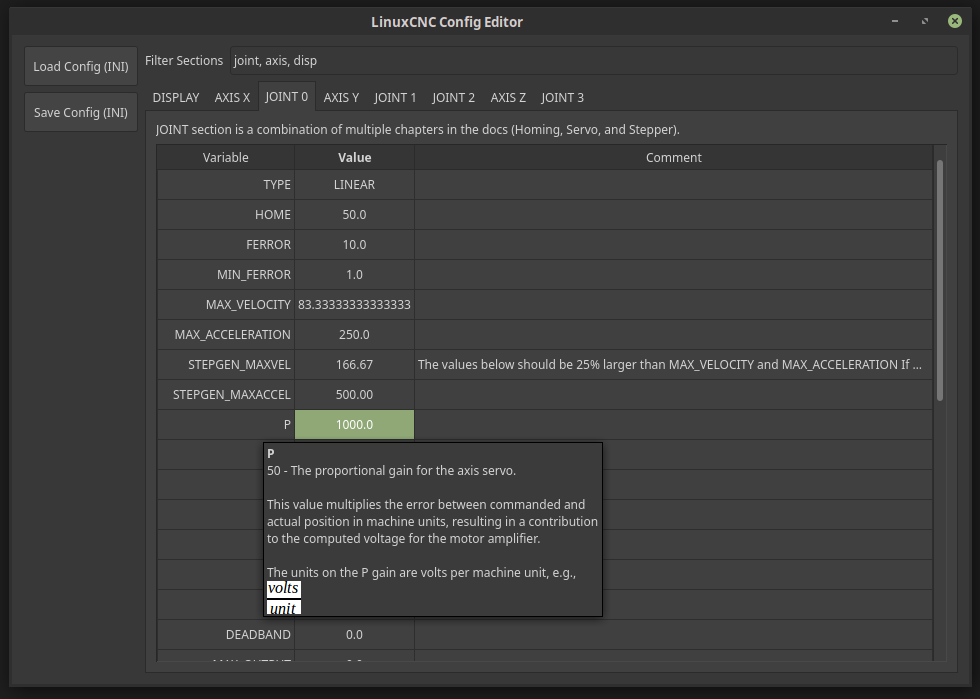 LinuxCNC Config Editor
Load Config (INI)
Save Config (INI)
Filter Sections joint, axis, disp
DISPLAY AXIS X JOINT 0 AXIS Y JOINT 1 JOINT 2 AXIS Z JOINT 3
JOINT section is a combination of multiple chapters in the docs (Homing, Servo, and Stepper).
Variable Value Comment
TYPE LINEAR
HOME 50.0
FERROR 10.0
MIN_FERROR 1.0
MAX_VELOCITY 83.33333333333333
MAX_ACCELERATION 250.0
STEPGEN_MAXVEL 166.67 The values below should be 25% larger than MAX_VELOCITY and MAX_ACCELERATION If ...
STEPGEN_MAXACCEL 500.00
P 1000.0
P
50 - The proportional gain for the axis servo.
This value multiplies the error between commanded and
actual position in machine units, resulting in a contribution
to the computed voltage for the motor amplifier.
The units on the P gain are volts per machine unit, e.g.,
volts
unit
DEADBAND 0.0